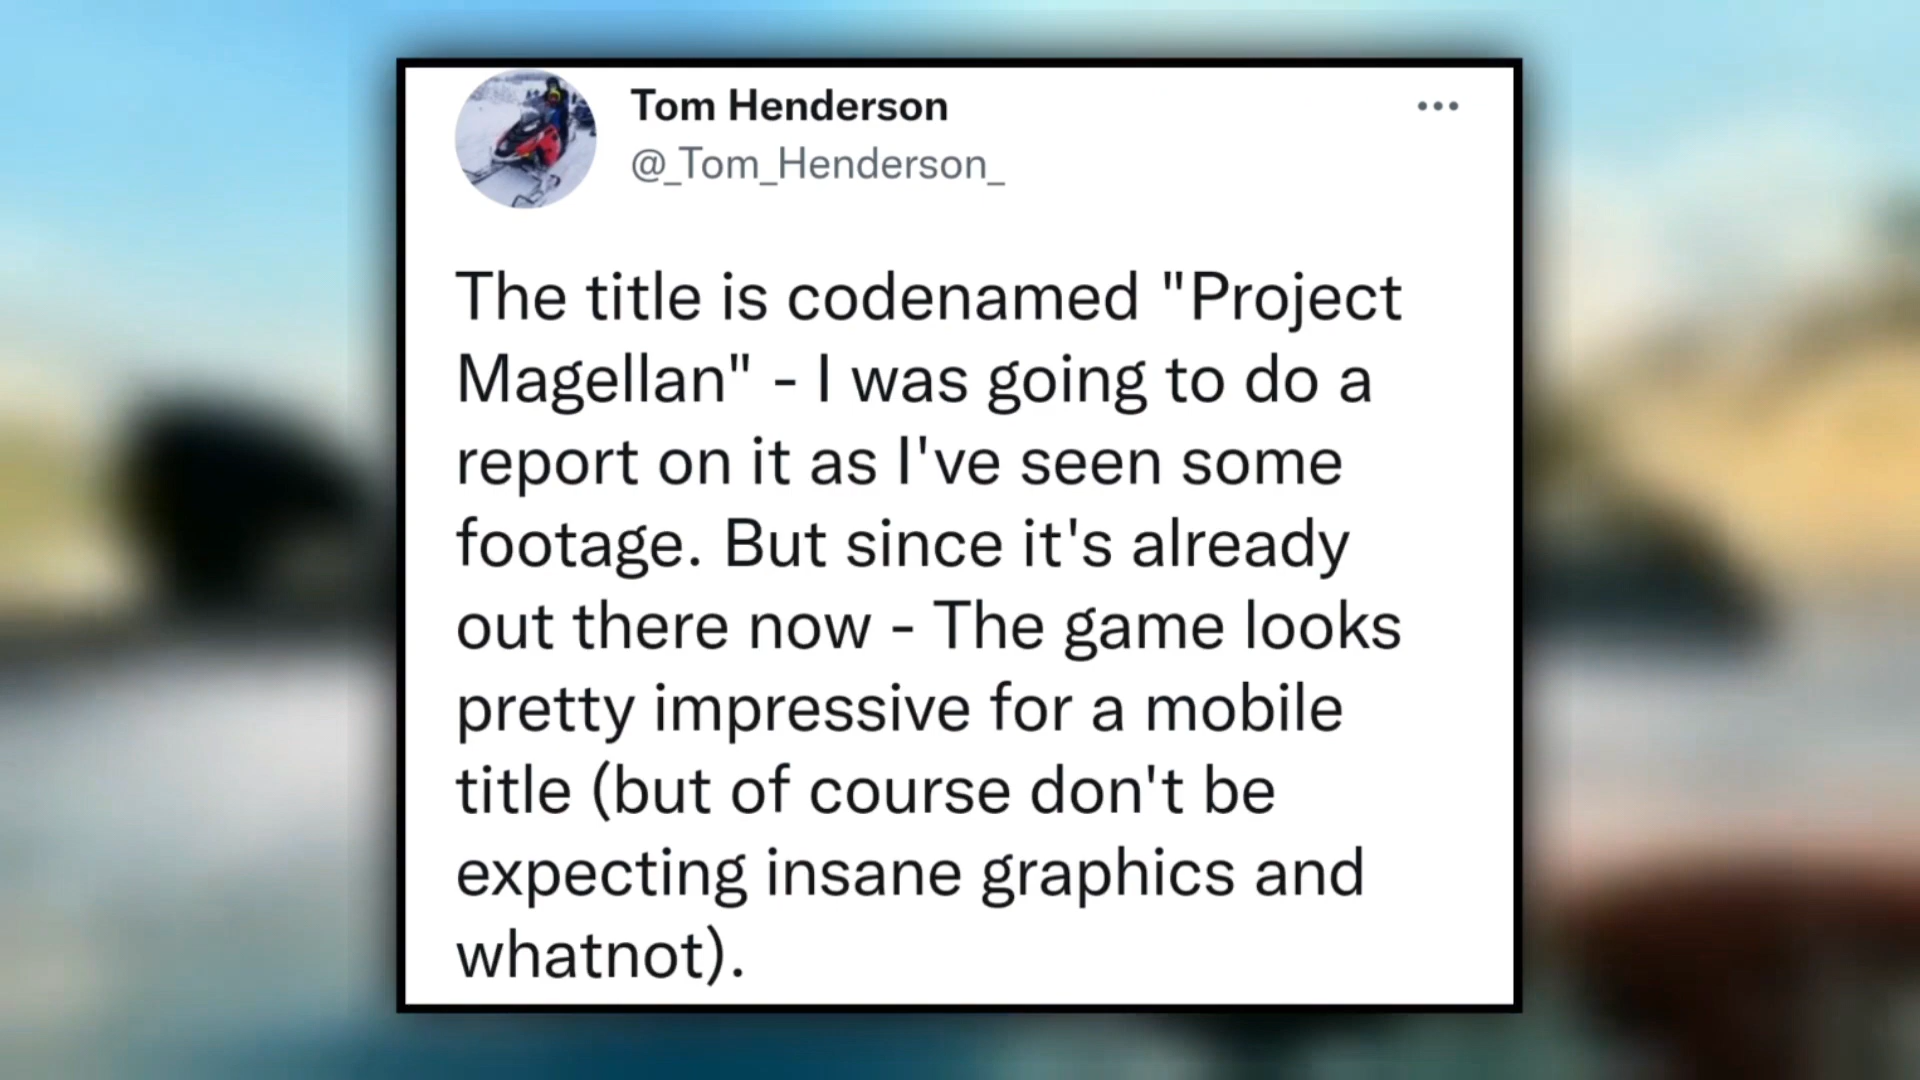 Tom Henderson
@_Tom_Henderson_
The title is codenamed "Project
Magellan" - I was going to do a
report on it as I've seen some
footage. But since it's already
out there now - The game looks
pretty impressive for a mobile
title (but of course don't be
expecting insane graphics and
whatnot).